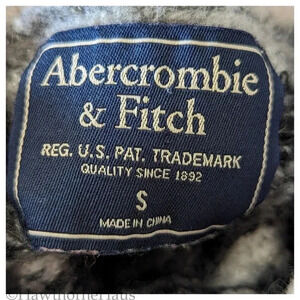 Abercrombie
& Fitch
REG. U.S. PAT. TRADEMARK
QUALITY SINCE 1892
S
MADE IN CHINA
©HawthorneHaus